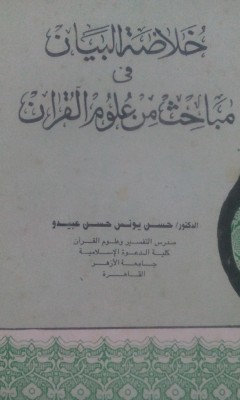 خلاصة البيان
فى
مباحث من علوم القرآن
الدكتور/ حسن يونس حسن عبيدو
مدرس التفسير وعلوم القرآن
كلية الدعوة الإسلامية
جامعة الأزهر
القاهرة